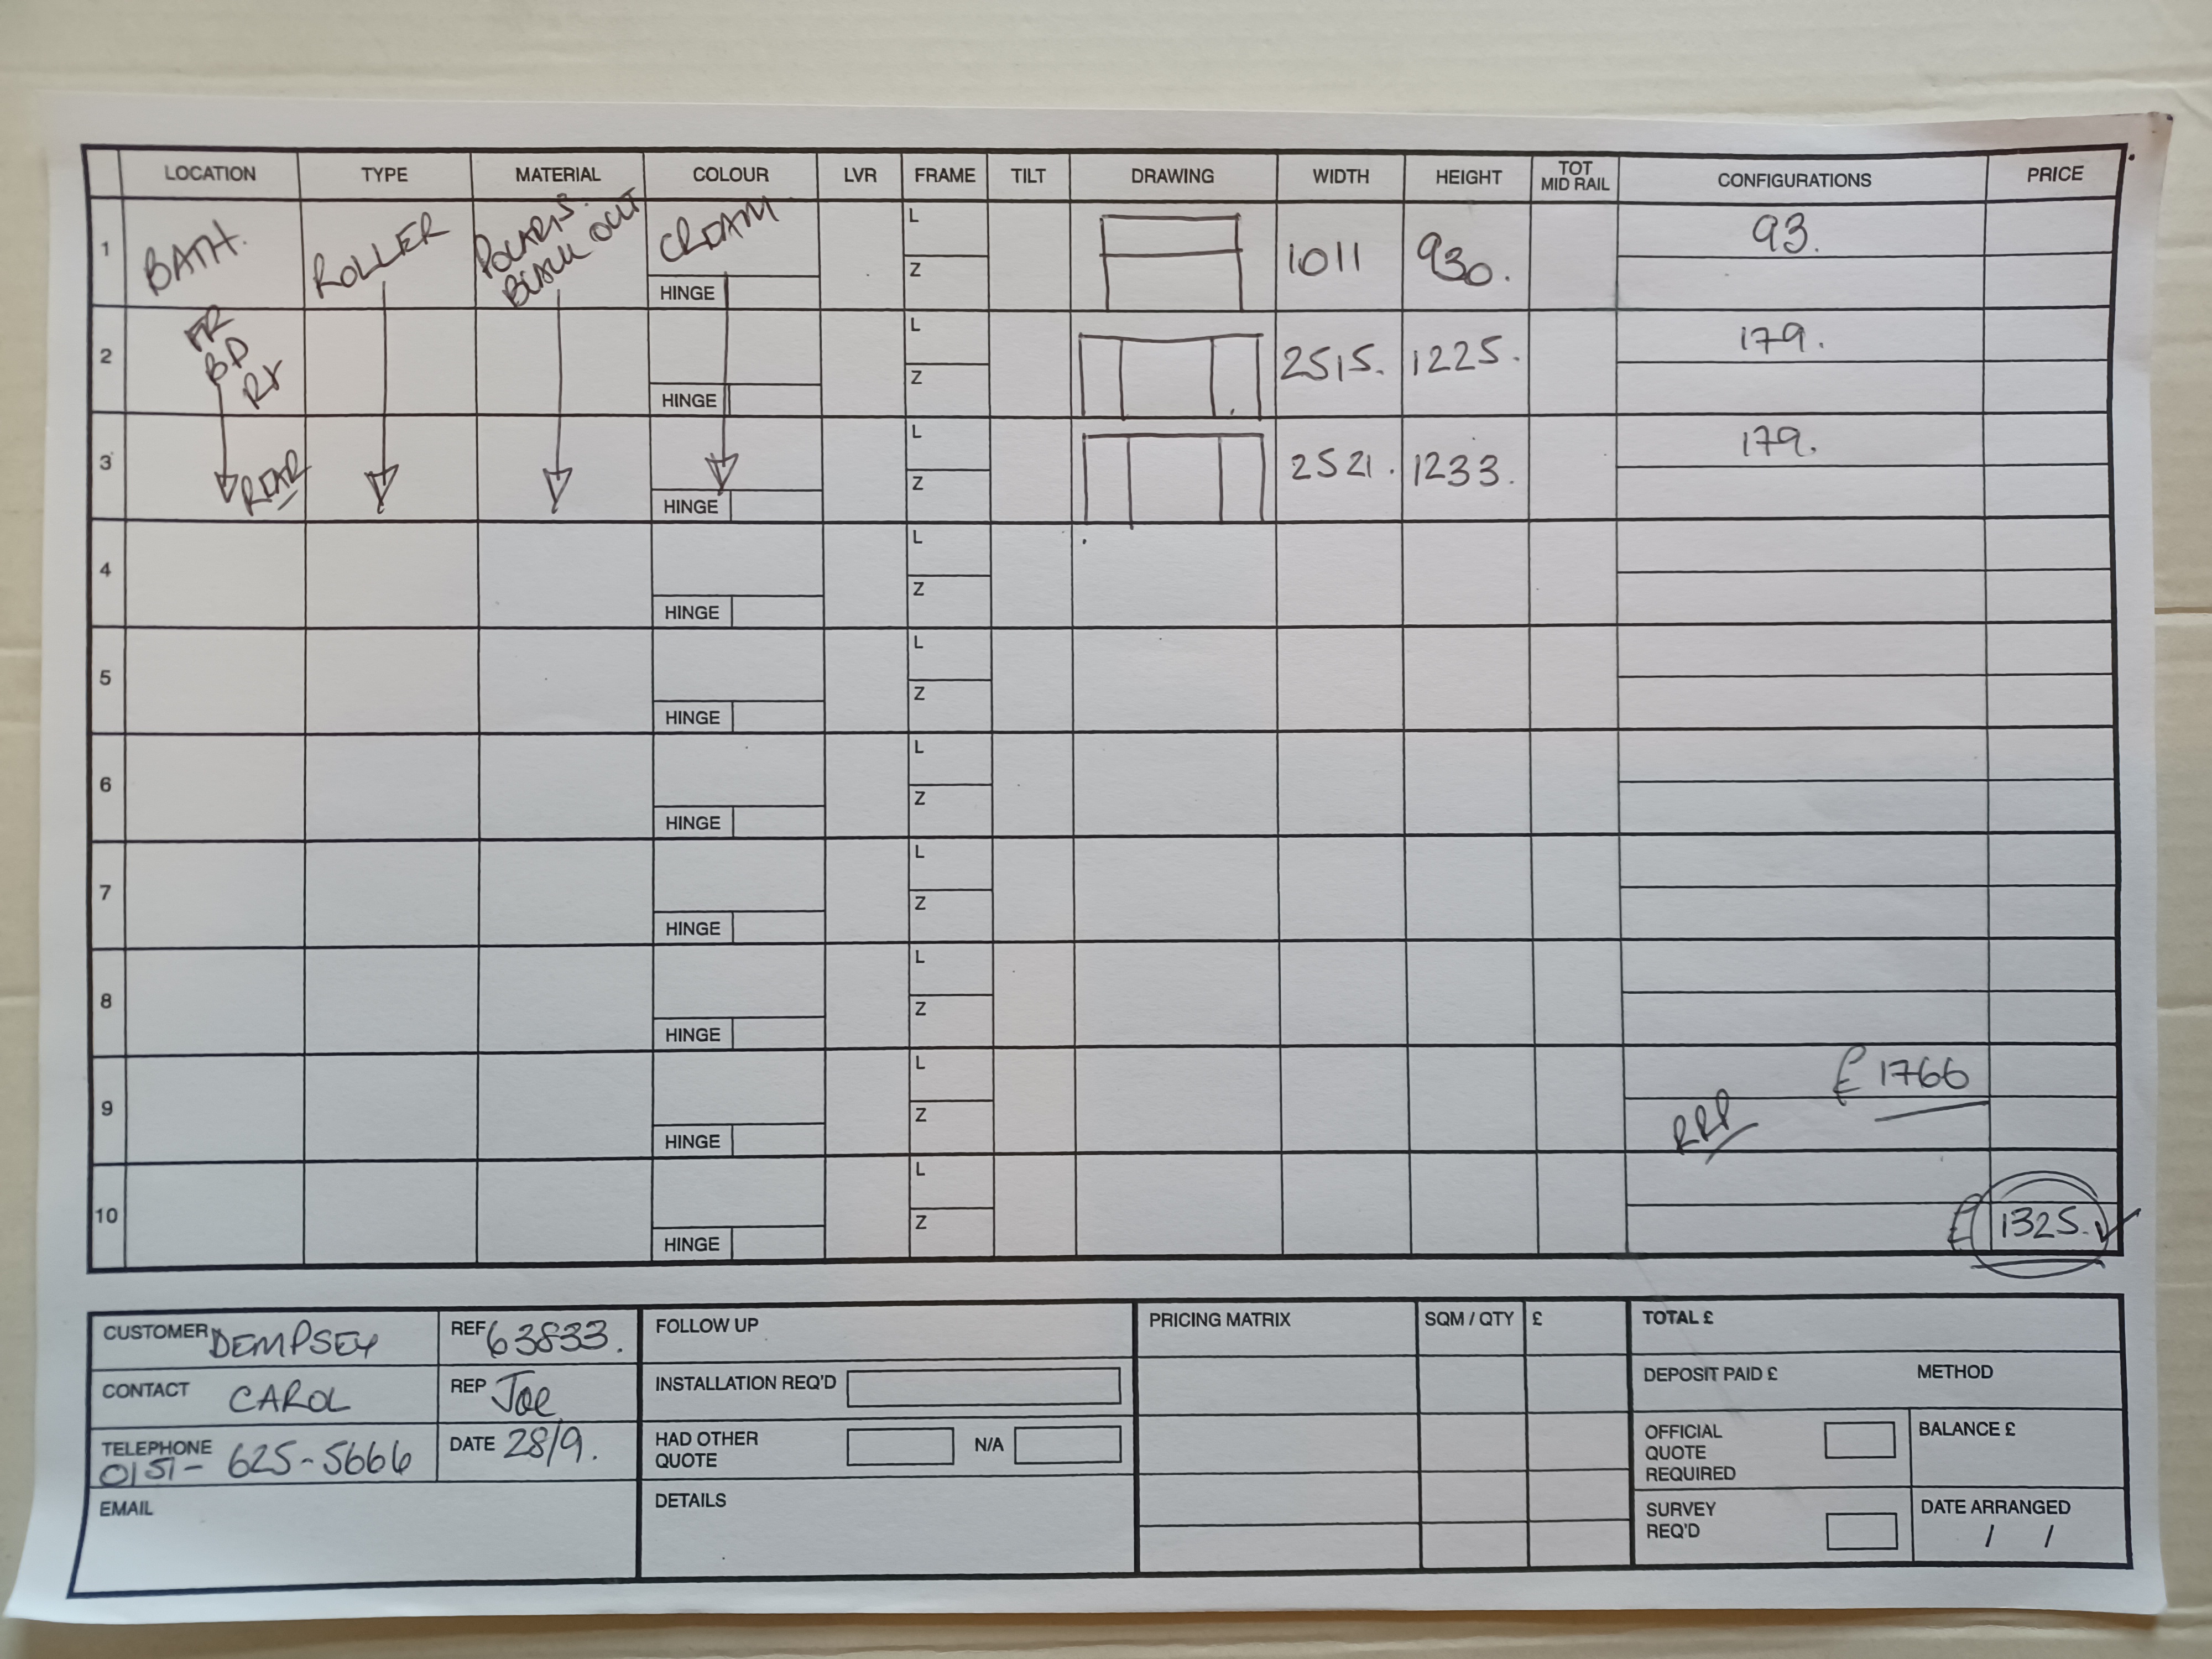 LOCATION TYPE MATERIAL COLOUR LVR FRAME TILT DRAWING WIDTH HEIGHT TOT MID RAIL CONFIGURATIONS PRICE
1 BATH. ROLLER POLARIS. BLACK OUT CREAM HINGE L Z 1011 930. 93.
2 FR BD RM HINGE L Z 2515. 1225. 179.
3 REAR HINGE L Z 2521. 1233. 179.
4 HINGE L Z
5 HINGE L Z
6 HINGE L Z
7 HINGE L Z
8 HINGE L Z
9 HINGE L Z RRP £1766
10 HINGE L Z £1325.
CUSTOMER DEMPSEY REF 63833. FOLLOW UP PRICING MATRIX SQM / QTY £ TOTAL £
CONTACT CAROL REP Joe INSTALLATION REQ'D DEPOSIT PAID £ METHOD
TELEPHONE 0151- 625-5666 DATE 28/9. HAD OTHER QUOTE N/A OFFICIAL QUOTE REQUIRED BALANCE £
EMAIL DETAILS SURVEY REQ'D DATE ARRANGED / /